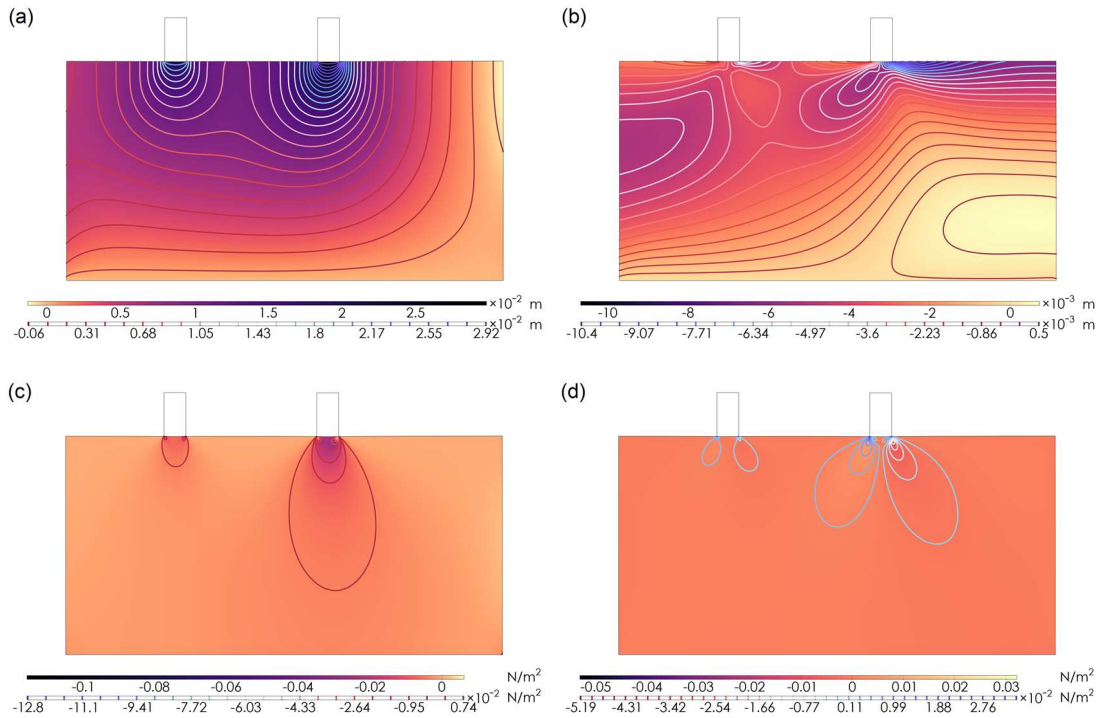 (a)
0 0.5 1 1.5 2 2.5 ×10⁻² m
-0.06 0.31 0.68 1.05 1.43 1.8 2.17 2.55 2.92 ×10⁻² m
(b)
-10 -8 -6 -4 -2 0 ×10⁻³ m
-10.4 -9.07 -7.71 -6.34 -4.97 -3.6 -2.23 -0.86 0.5 ×10⁻³ m
(c)
-0.1 -0.08 -0.06 -0.04 -0.02 0 N/m²
-12.8 -11.1 -9.41 -7.72 -6.03 -4.33 -2.64 -0.95 0.74 ×10⁻² N/m²
(d)
-0.05 -0.04 -0.03 -0.02 -0.01 0 0.01 0.02 0.03 N/m²
-5.19 -4.31 -3.42 -2.54 -1.66 -0.77 0.11 0.99 1.88 2.76 ×10⁻² N/m²